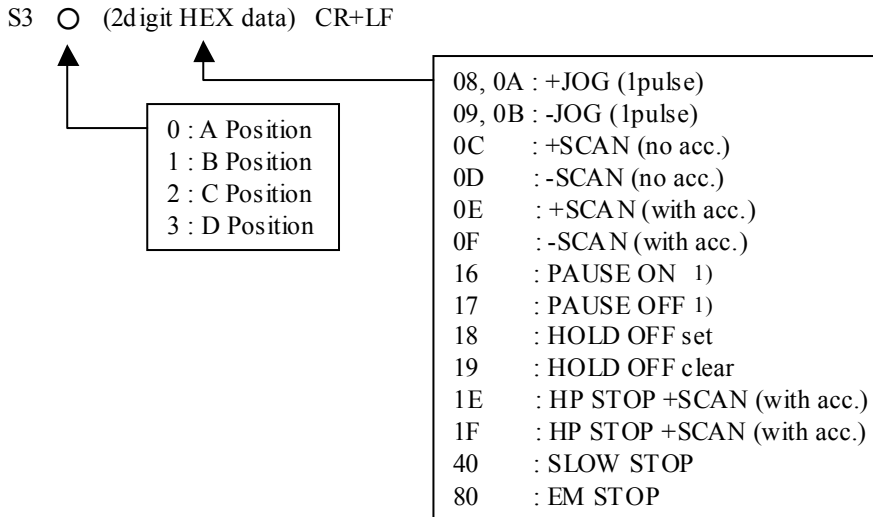 S3 O (2digit HEX data) CR+LF
0 : A Position
1 : B Position
2 : C Position
3 : D Position
08, 0A : +JOG (1pulse)
09, 0B : -JOG (1pulse)
0C : +SCAN (no acc.)
0D : -SCAN (no acc.)
0E : +SCAN (with acc.)
0F : -SCAN (with acc.)
16 : PAUSE ON 1)
17 : PAUSE OFF 1)
18 : HOLD OFF set
19 : HOLD OFF clear
1E : HP STOP +SCAN (with acc.)
1F : HP STOP +SCAN (with acc.)
40 : SLOW STOP
80 : EM STOP